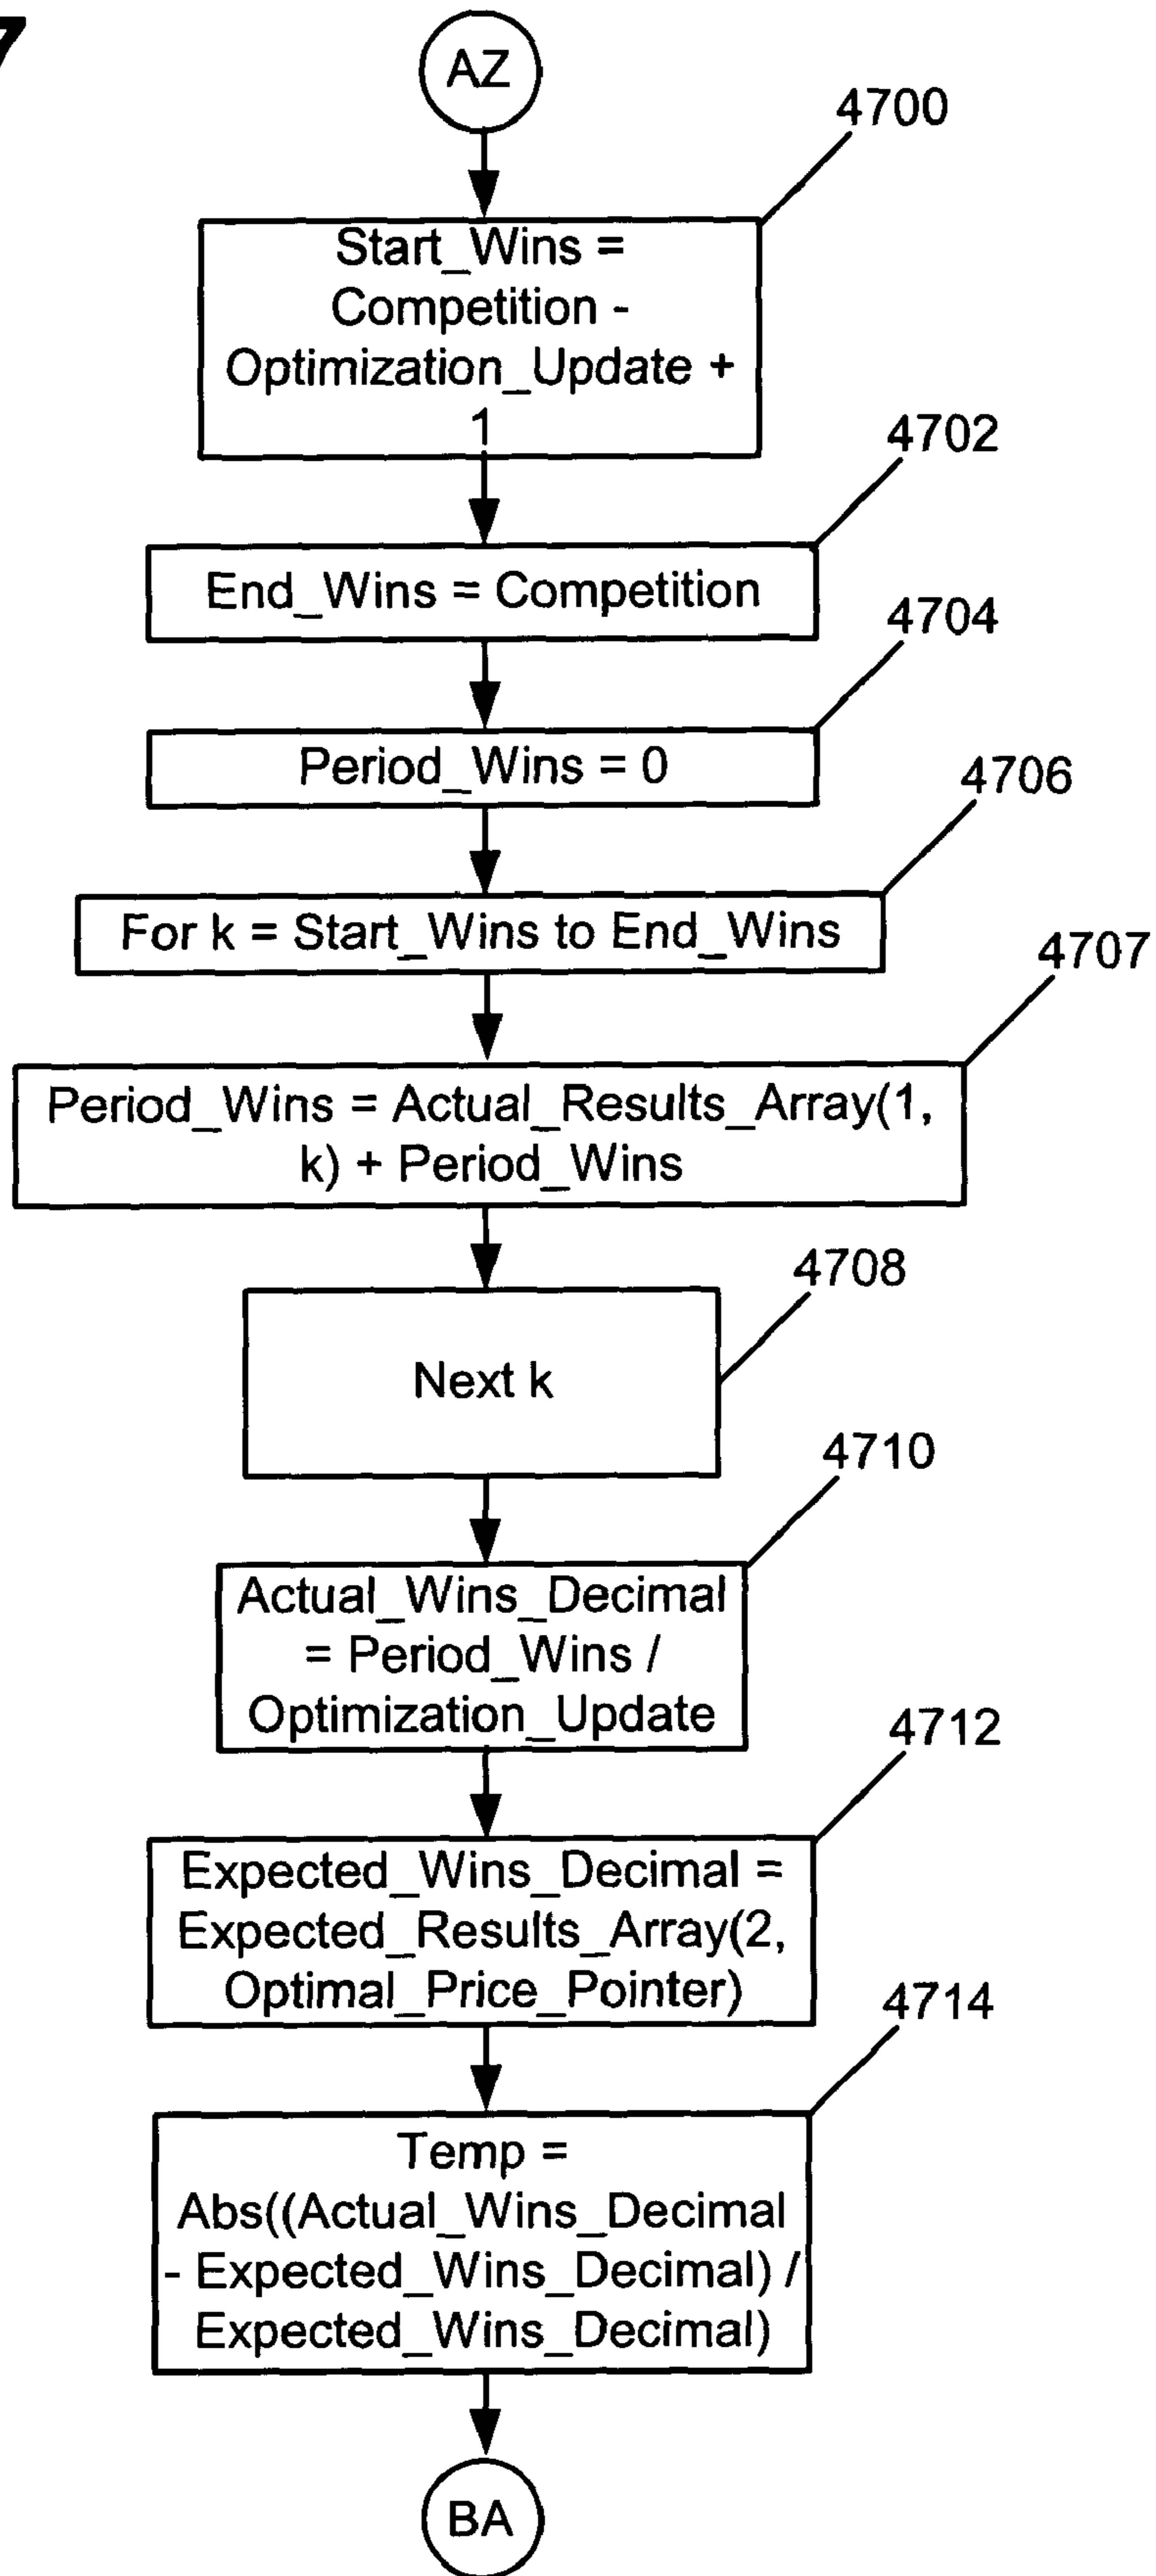 7
AZ
4700
Start_Wins =
Competition -
Optimization_Update +
1
4702
End_Wins = Competition
4704
Period_Wins = 0
4706
For k = Start_Wins to End_Wins
4707
Period_Wins = Actual_Results_Array(1,
k) + Period_Wins
4708
Next k
4710
Actual_Wins_Decimal
= Period_Wins /
Optimization_Update
4712
Expected_Wins_Decimal =
Expected_Results_Array(2,
Optimal_Price_Pointer)
4714
Temp =
Abs((Actual_Wins_Decimal
- Expected_Wins_Decimal) /
Expected_Wins_Decimal)
BA